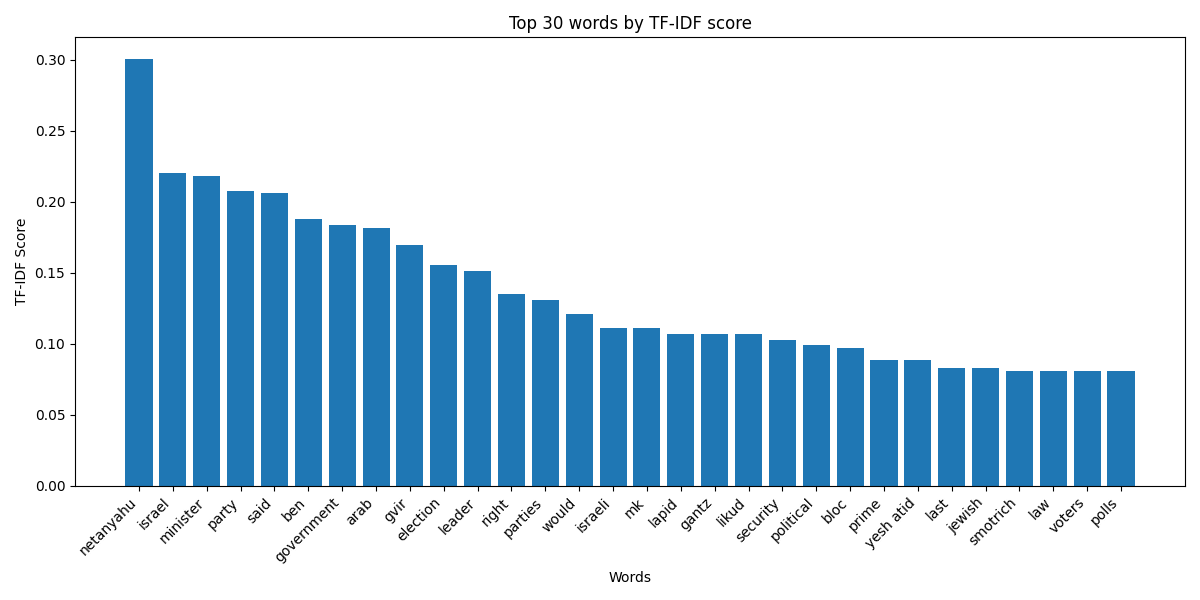 Top 30 words by TF-IDF score
TF-IDF Score
0.30
0.25
0.20
0.15
0.10
0.05
0.00
netanyahu
israel
minister
party
said
ben
government
arab
gvir
election
leader
right
parties
would
israeli
mk
lapid
gantz
likud
security
political
bloc
prime
yesh atid
last
jewish
smotrich
law
voters
polls
Words